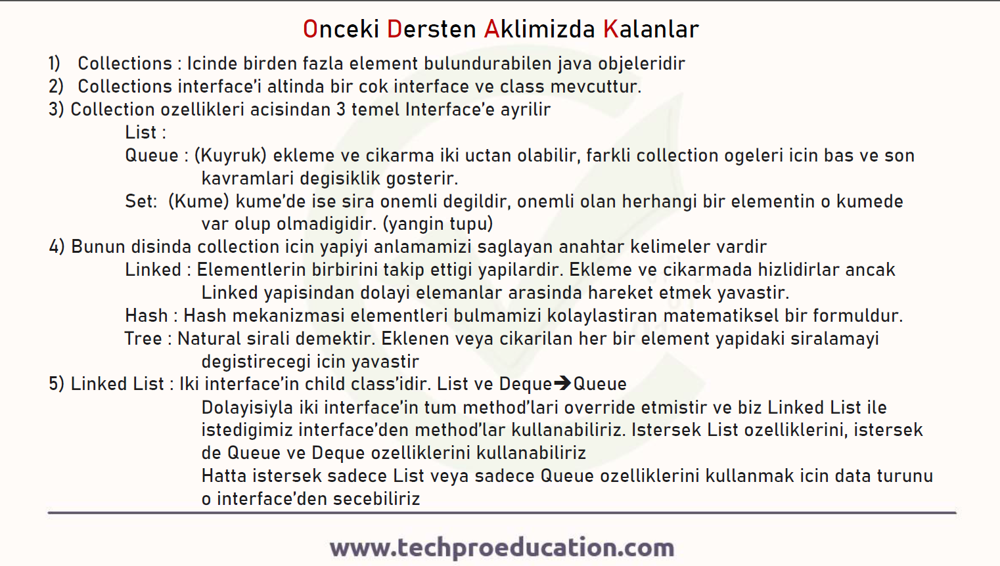 Onceki Dersten Aklimizda Kalanlar
1) Collections : Icinde birden fazla element bulundurabilen java objeleridir
2) Collections interface'i altinda bir cok interface ve class mevcuttur.
3) Collection ozellikleri acisindan 3 temel Interface'e ayrilir
List :
Queue : (Kuyruk) ekleme ve cikarma iki uctan olabilir, farkli collection ogeleri icin bas ve son
kavramlari degisiklik gosterir.
Set: (Kume) kume'de ise sira onemli degildir, onemli olan herhangi bir elementin o kumede
var olup olmadigidir. (yangin tupu)
4) Bunun disinda collection icin yapiyi anlamamizi saglayan anahtar kelimeler vardir
Linked : Elementlerin birbirini takip ettigi yapilardir. Ekleme ve cikarmada hizlidirlar ancak
Linked yapisindan dolayi elemanlar arasinda hareket etmek yavastir.
Hash : Hash mekanizmasi elementleri bulmamizi kolaylastiran matematiksel bir formuldur.
Tree : Natural sirali demektir. Eklenen veya cikarilan her bir element yapidaki siralamayi
degistirecegi icin yavastir
5) Linked List : Iki interface'in child class'idir. List ve Deque➔Queue
Dolayisiyla iki interface'in tum method'lari override etmistir ve biz Linked List ile
istedigimiz interface'den method'lar kullanabiliriz. Istersek List ozelliklerini, istersek
de Queue ve Deque ozelliklerini kullanabiliriz
Hatta istersek sadece List veya sadece Queue ozelliklerini kullanmak icin data turunu
o interface'den secebiliriz
www.techproeducation.com